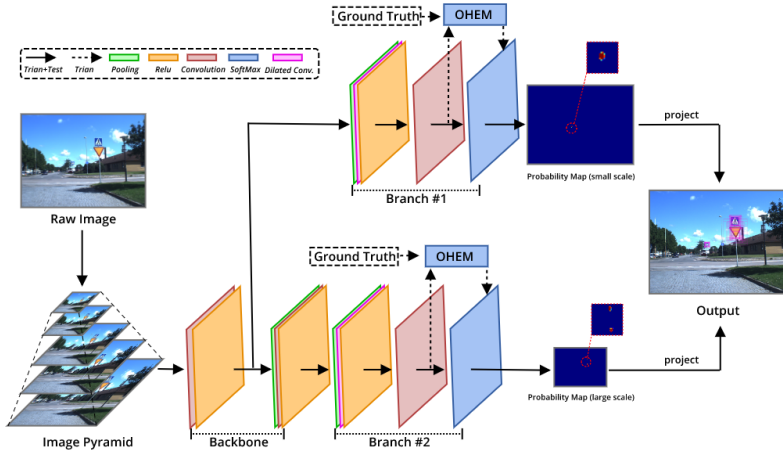 Ground Truth
OHEM
Trian+Test
Trian
Pooling
Relu
Convolution
SoftMax
Dilated Conv.
project
Probability Map (small scale)
Branch #1
Raw Image
Ground Truth
OHEM
Output
project
Probability Map (large scale)
Image Pyramid
Backbone
Branch #2